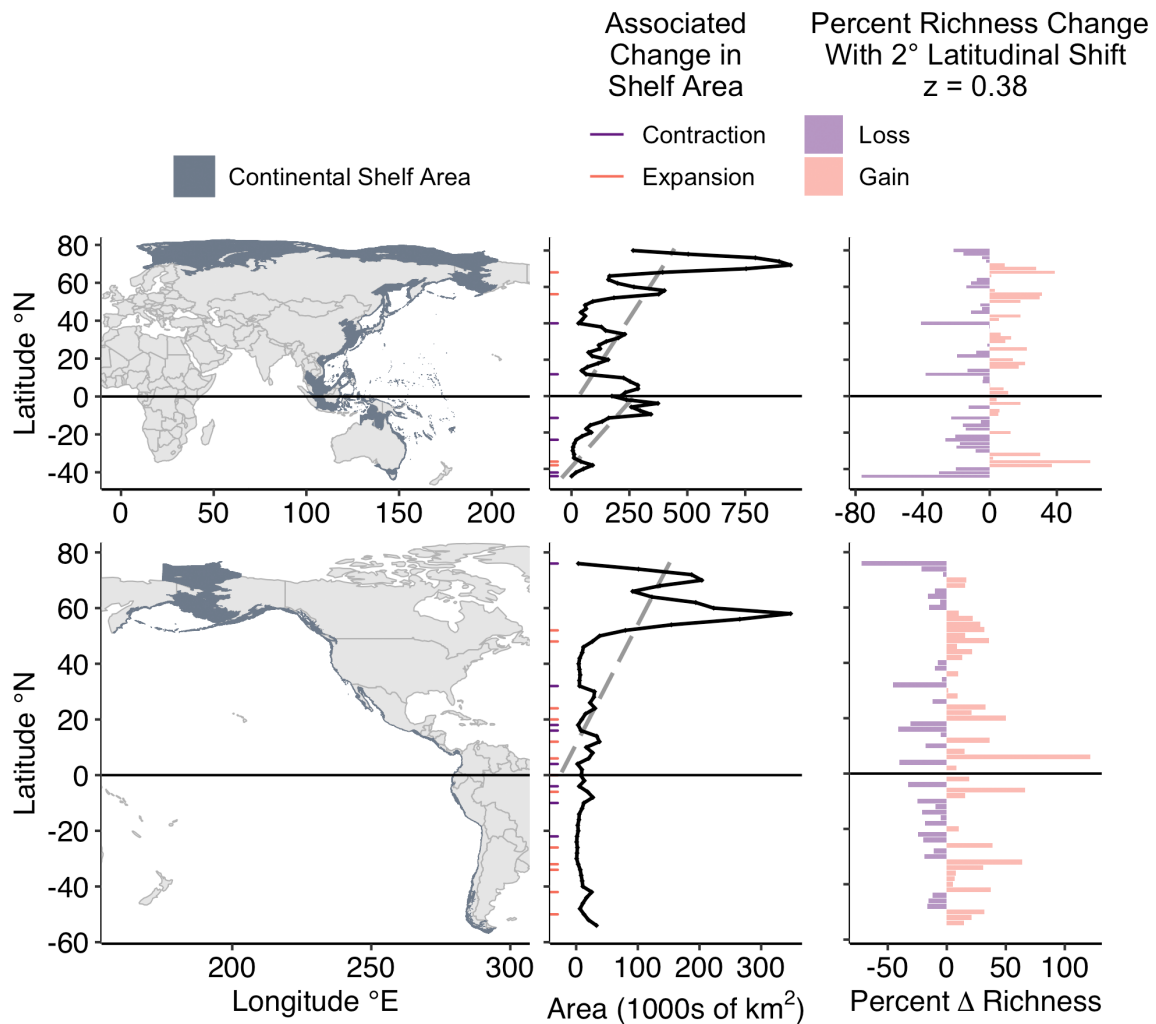 Associated
Change in
Shelf Area
Percent Richness Change
With 2° Latitudinal Shift
z = 0.38
Contraction
Expansion
Loss
Gain
Continental Shelf Area
Latitude °N
80
60
40
20
0
-20
-40
0 50 100 150 200
0 250 500 750
-80 -40 0 40
Latitude °N
80
60
40
20
0
-20
-40
-60
200 250 300
Longitude °E
0 100 200 300
Area (1000s of km²)
-50 0 50 100
Percent Δ Richness